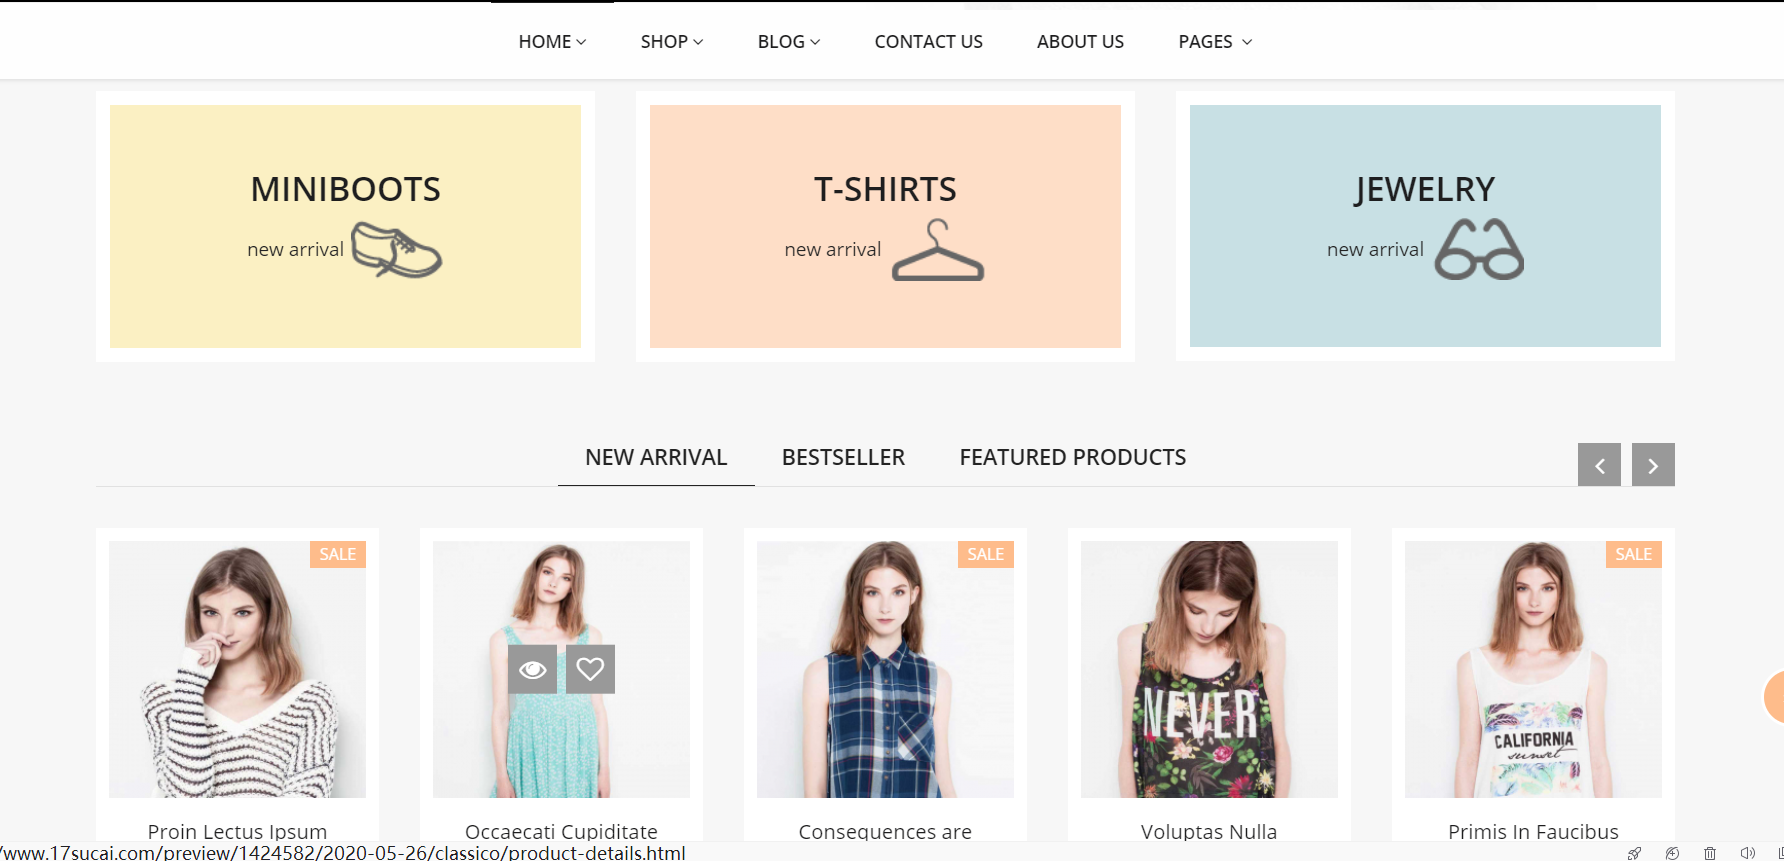 HOME SHOP BLOG CONTACT US ABOUT US PAGES
MINIBOOTS
new arrival
T-SHIRTS
new arrival
JEWELRY
new arrival
NEW ARRIVAL BESTSELLER FEATURED PRODUCTS
SALE
SALE
SALE
NEVER
CALIFORNIA
sunset
Proin Lectus Ipsum
Occaecati Cupiditate
Consequences are
Voluptas Nulla
Primis In Faucibus
/www.17sucai.com/preview/1424582/2020-05-26/classico/product-details.html